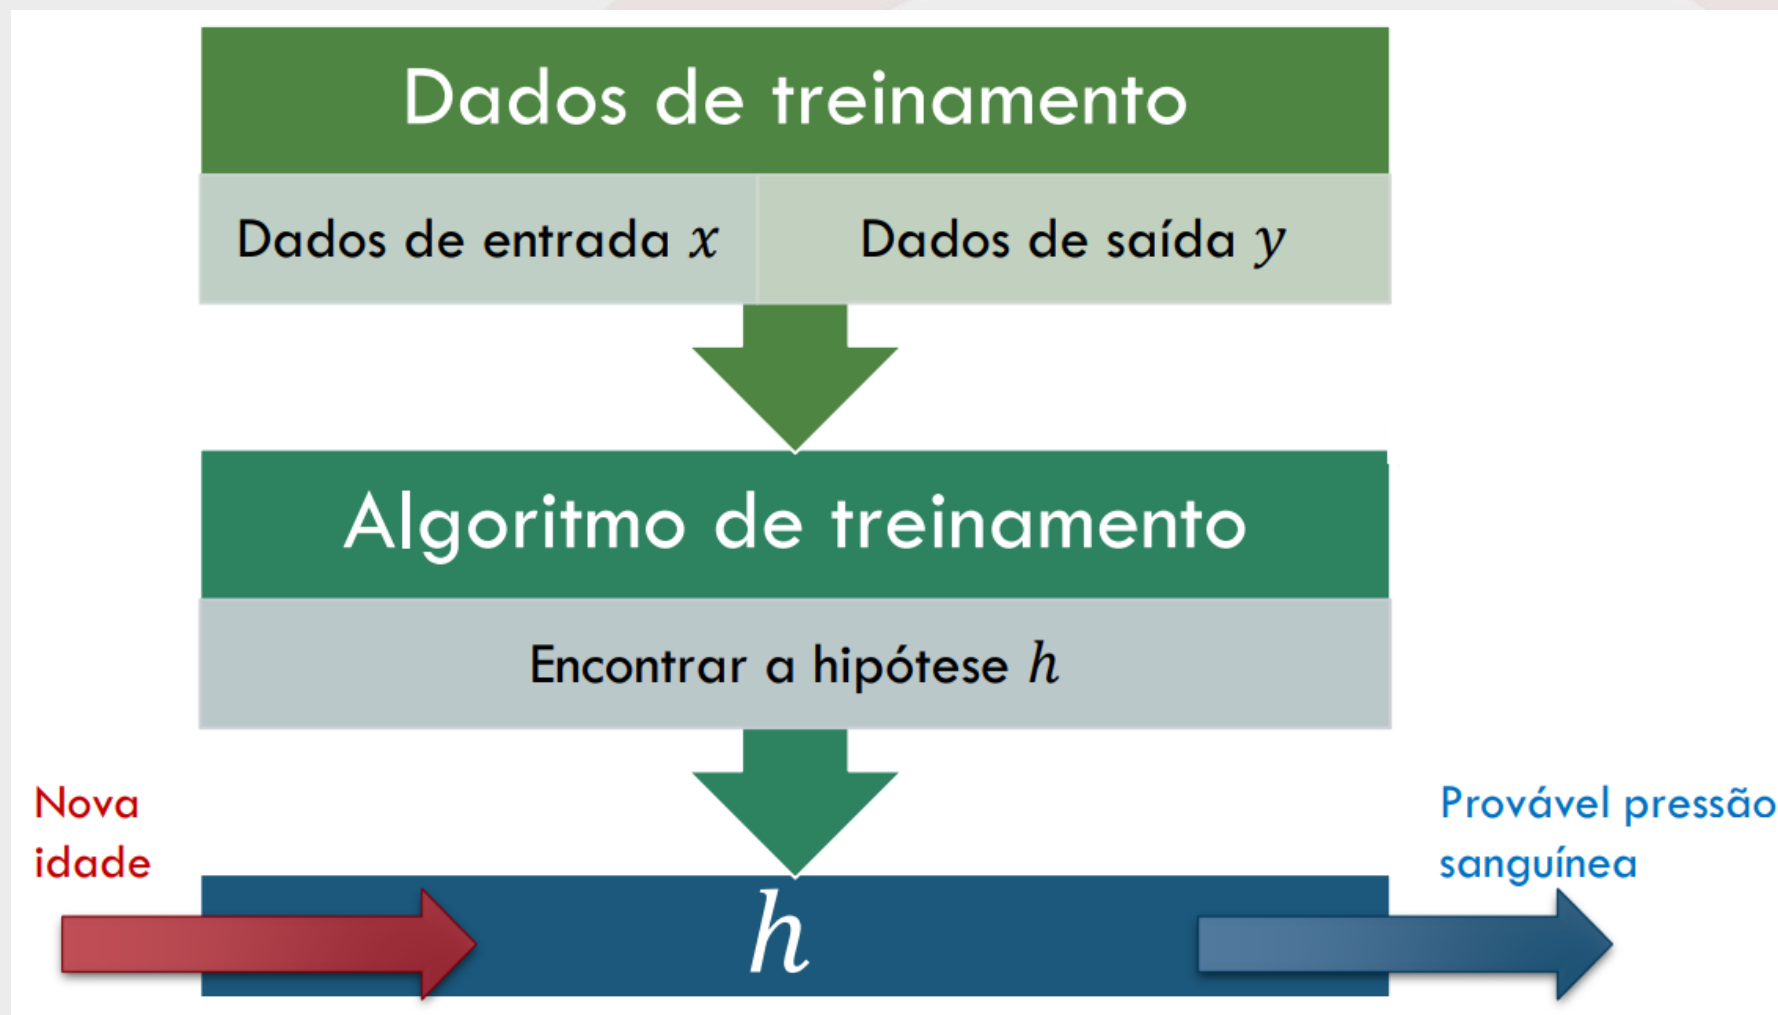 Dados de treinamento
Dados de entrada x
Dados de saída y
Algoritmo de treinamento
Encontrar a hipótese h
Nova
idade
Provável pressão
sanguínea
h